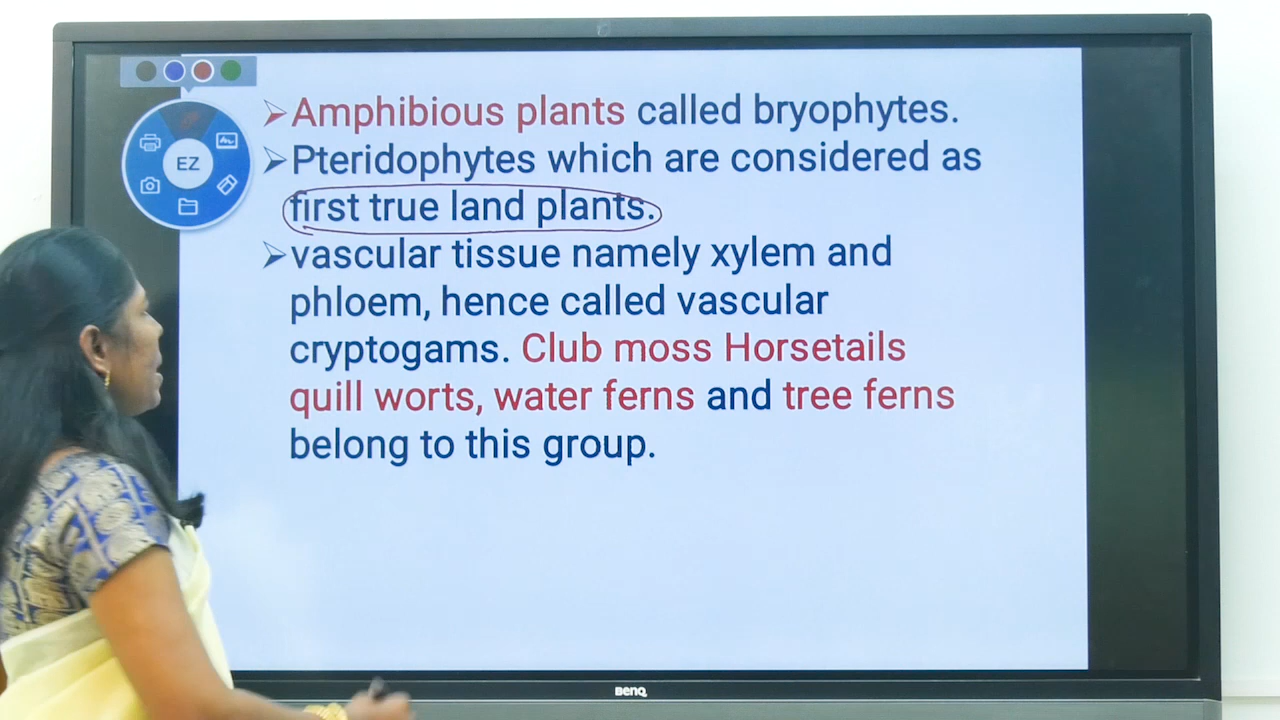 EZ
➢Amphibious plants called bryophytes.
➢Pteridophytes which are considered as
first true land plants.
➢vascular tissue namely xylem and
phloem, hence called vascular
cryptogams. Club moss Horsetails
quill worts, water ferns and tree ferns
belong to this group.
BenQ